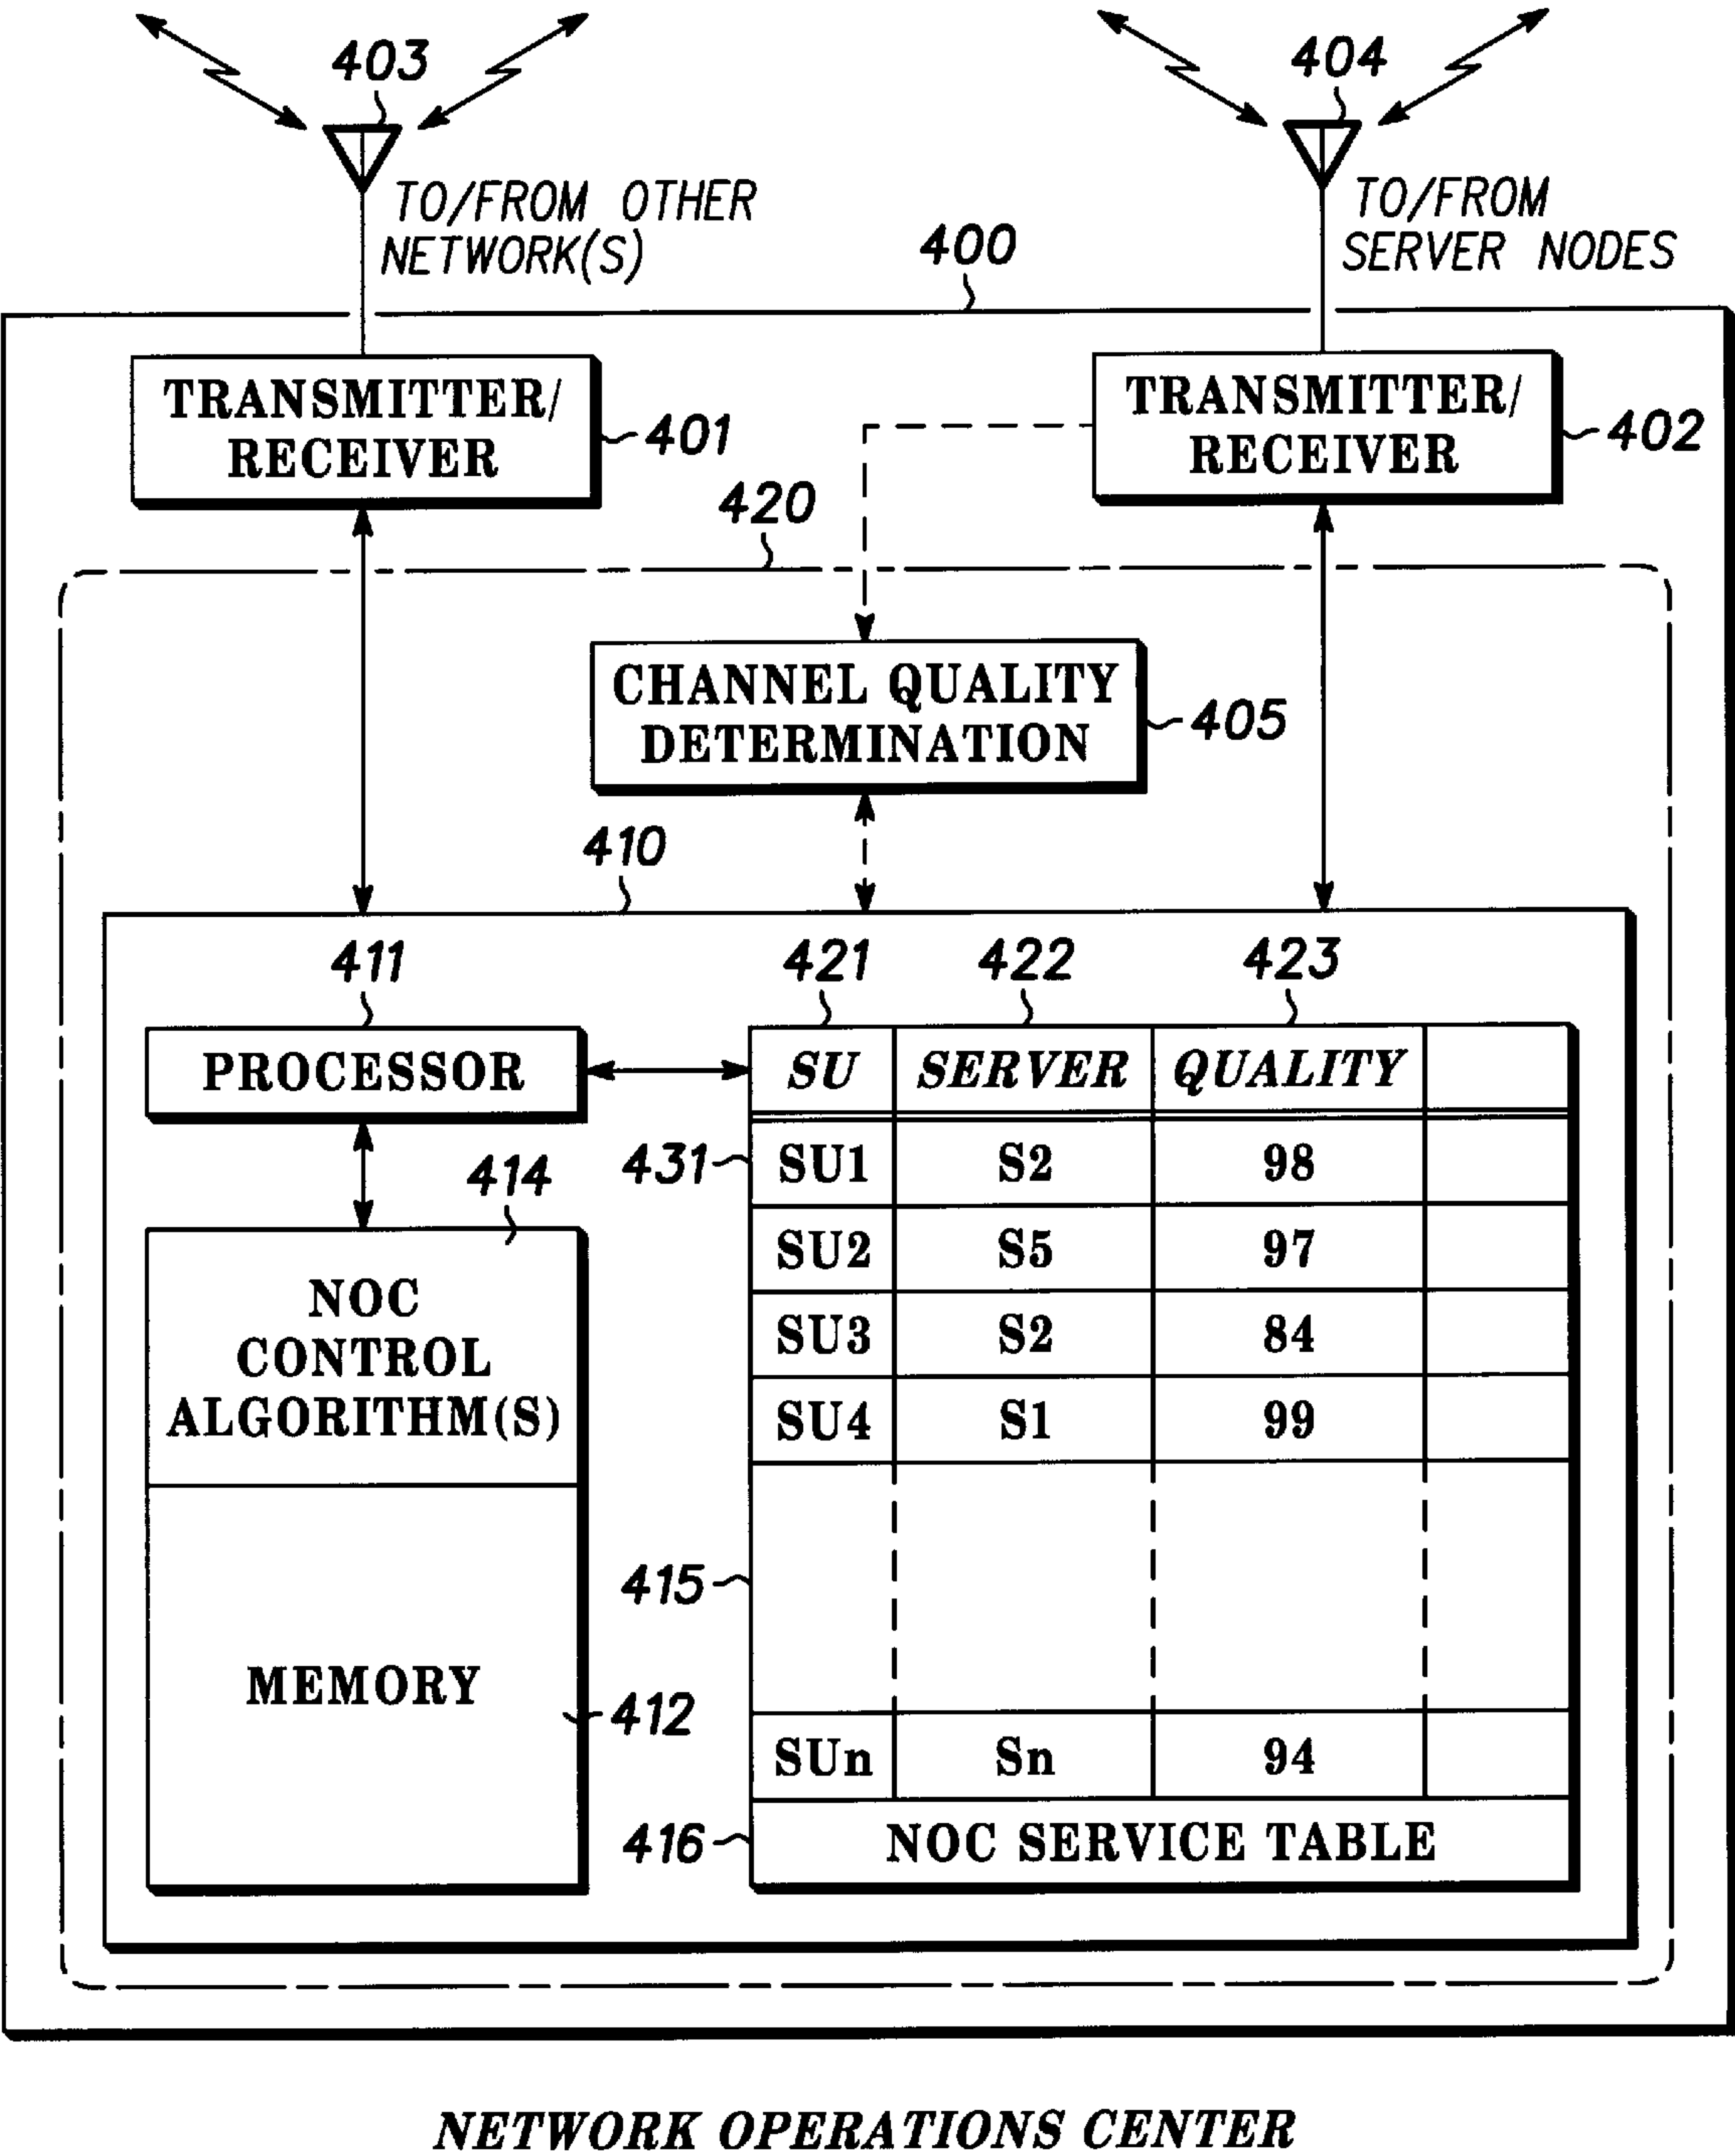 403
404
TO/FROM OTHER
NETWORK(S)
TO/FROM
SERVER NODES
400
TRANSMITTER/
RECEIVER
401
TRANSMITTER/
RECEIVER
402
420
CHANNEL QUALITY
DETERMINATION
405
410
411
421
422
423
PROCESSOR
SU SERVER QUALITY
431
SU1 S2 98
414
SU2 S5 97
NOC
CONTROL
ALGORITHM(S)
SU3 S2 84
SU4 S1 99
415
MEMORY
412
SUn Sn 94
416
NOC SERVICE TABLE
NETWORK OPERATIONS CENTER